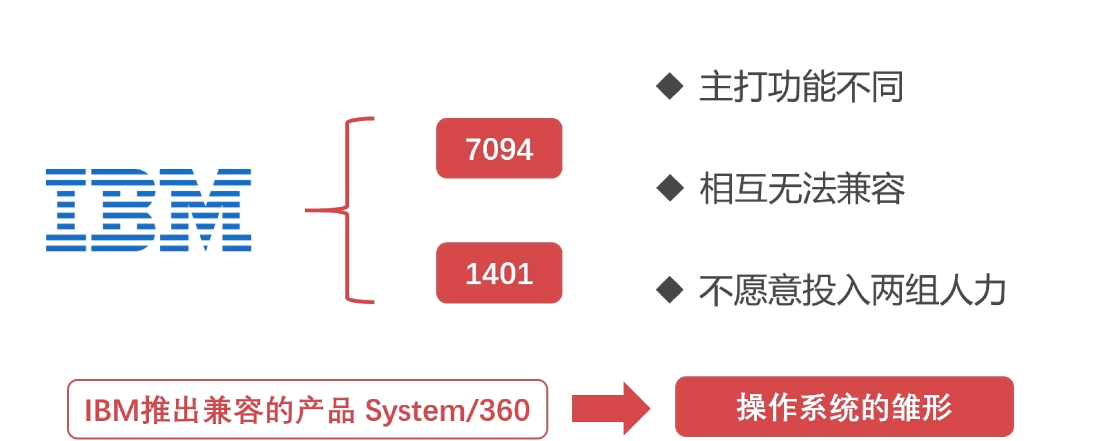 IBM
7094
1401
主打功能不同
相互无法兼容
不愿意投入两组人力
IBM推出兼容的产品 System/360
操作系统的雏形